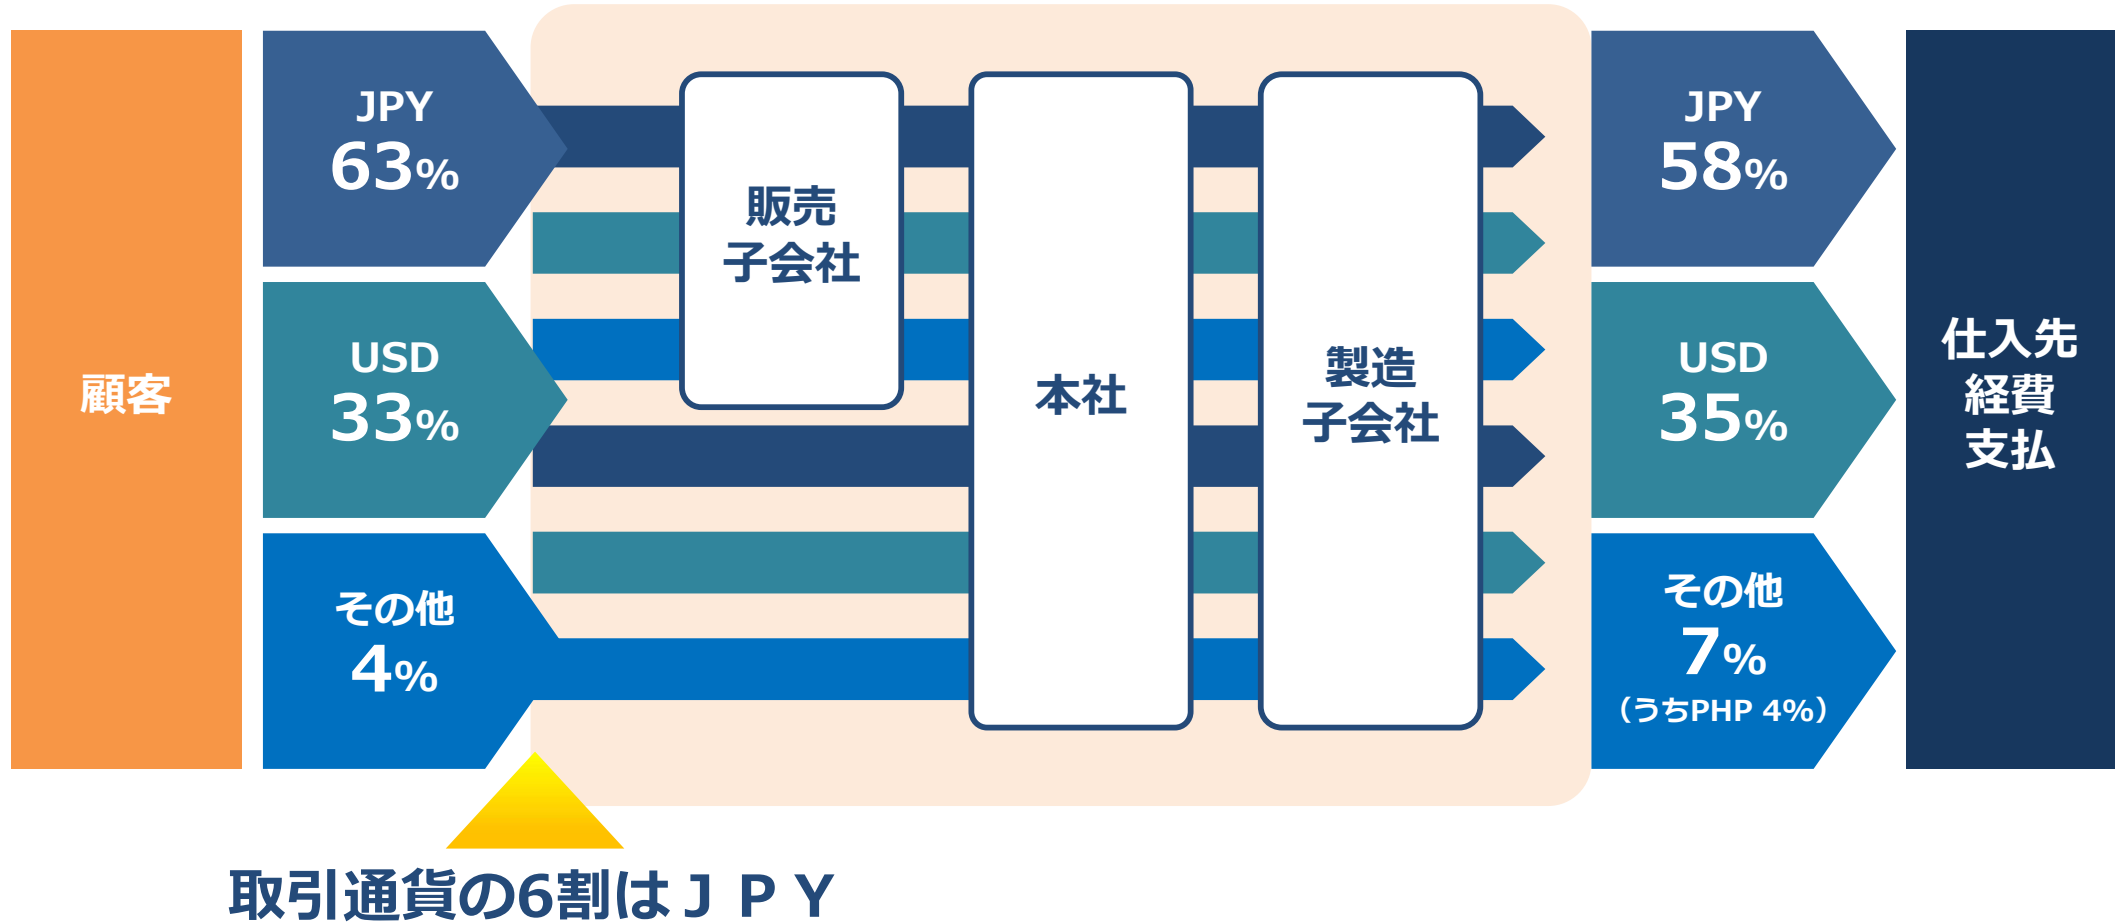 顧客
JPY
63%
USD
33%
その他
4%
販売
子会社
本社
製造
子会社
JPY
58%
USD
35%
その他
7%
（うちPHP 4%）
仕入先
経費
支払
取引通貨の6割はＪＰＹ